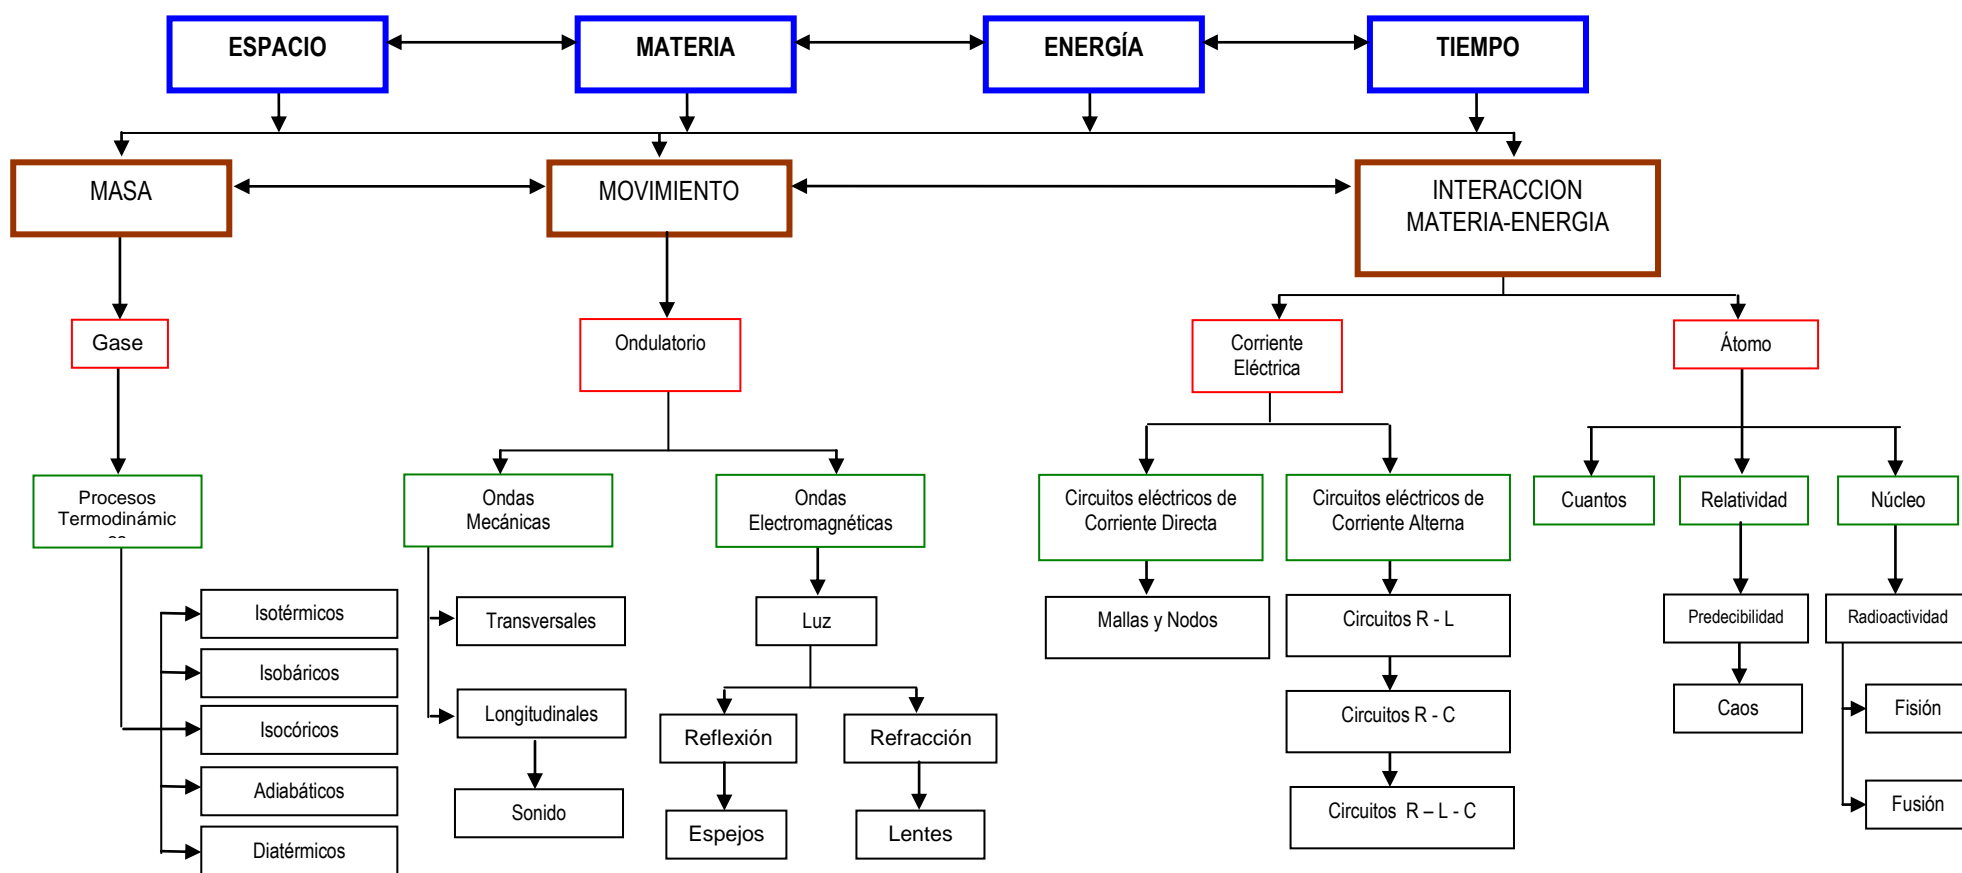 ESPACIO
MATERIA
ENERGÍA
TIEMPO
MASA
MOVIMIENTO
INTERACCION
MATERIA-ENERGIA
Gase
Ondulatorio
Corriente
Eléctrica
Átomo
Procesos
Termodinámic
Ondas
Mecánicas
Ondas
Electromagnéticas
Circuitos eléctricos de
Corriente Directa
Circuitos eléctricos de
Corriente Alterna
Cuantos
Relatividad
Núcleo
Isotérmicos
Isobáricos
Isocóricos
Adiabáticos
Diatérmicos
Transversales
Longitudinales
Sonido
Luz
Reflexión
Refracción
Espejos
Lentes
Mallas y Nodos
Circuitos R - L
Circuitos R - C
Circuitos R – L - C
Predecibilidad
Caos
Radioactividad
Fisión
Fusión